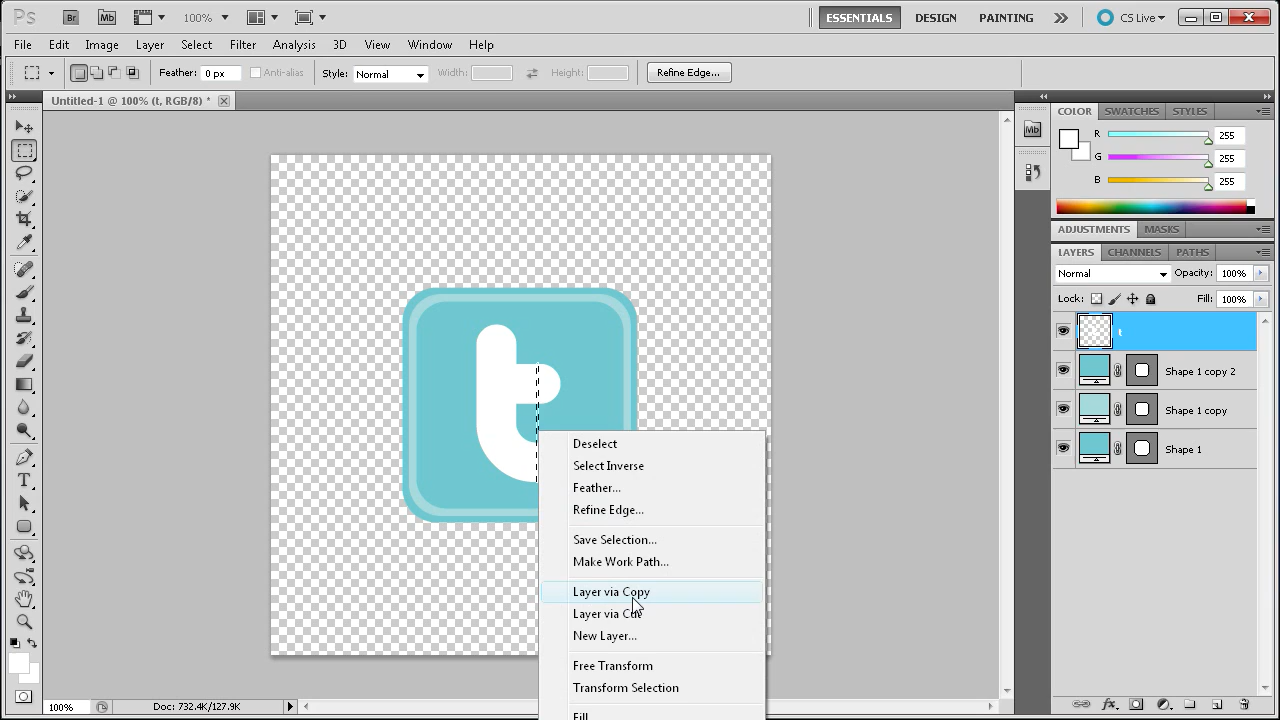 Ps Br Mb 100% ESSENTIALS DESIGN PAINTING CS Live
File Edit Image Layer Select Filter Analysis 3D View Window Help
Feather: 0 px Anti-alias Style: Normal Width: Height: Refine Edge...
Untitled-1 @ 100% (t, RGB/8) *
t
Deselect
Select Inverse
Feather...
Refine Edge...
Save Selection...
Make Work Path...
Layer via Copy
Layer via Cut
New Layer...
Free Transform
Transform Selection
Fill
T
100% Doc: 732.4K/127.9K
Mb
COLOR SWATCHES STYLES
R 255
G 255
B 255
ADJUSTMENTS MASKS
LAYERS CHANNELS PATHS
Normal Opacity: 100%
Lock: Fill: 100%
t
Shape 1 copy 2
Shape 1 copy
Shape 1
fx